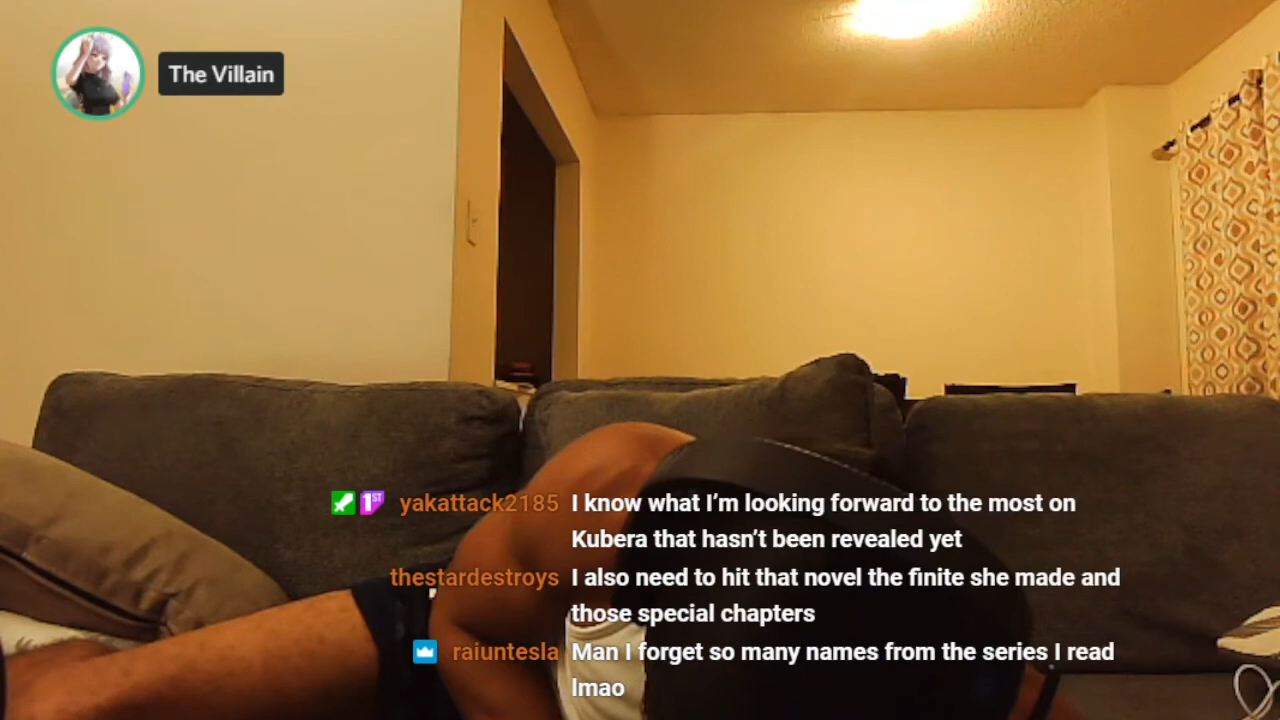 The Villain
1ST yakattack2185 I know what I’m looking forward to the most on
Kubera that hasn’t been revealed yet
thestardestroys I also need to hit that novel the finite she made and
those special chapters
raiuntesla Man I forget so many names from the series I read
lmao